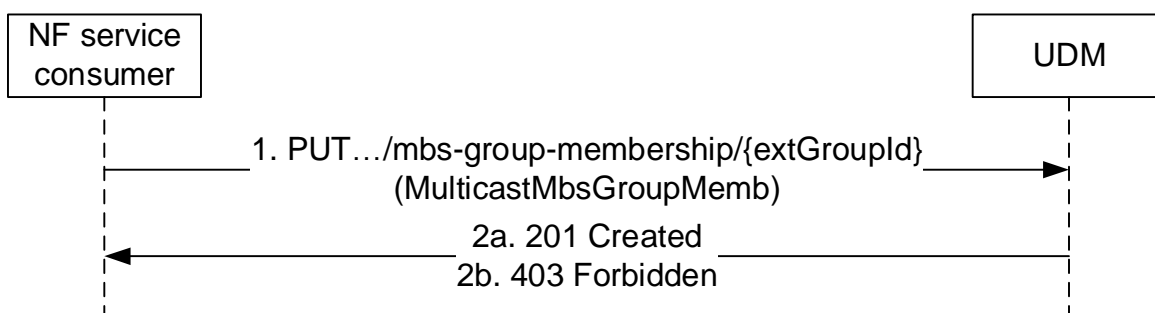 NF service
consumer
UDM
1. PUT…/mbs-group-membership/{extGroupId}
(MulticastMbsGroupMemb)
2a. 201 Created
2b. 403 Forbidden